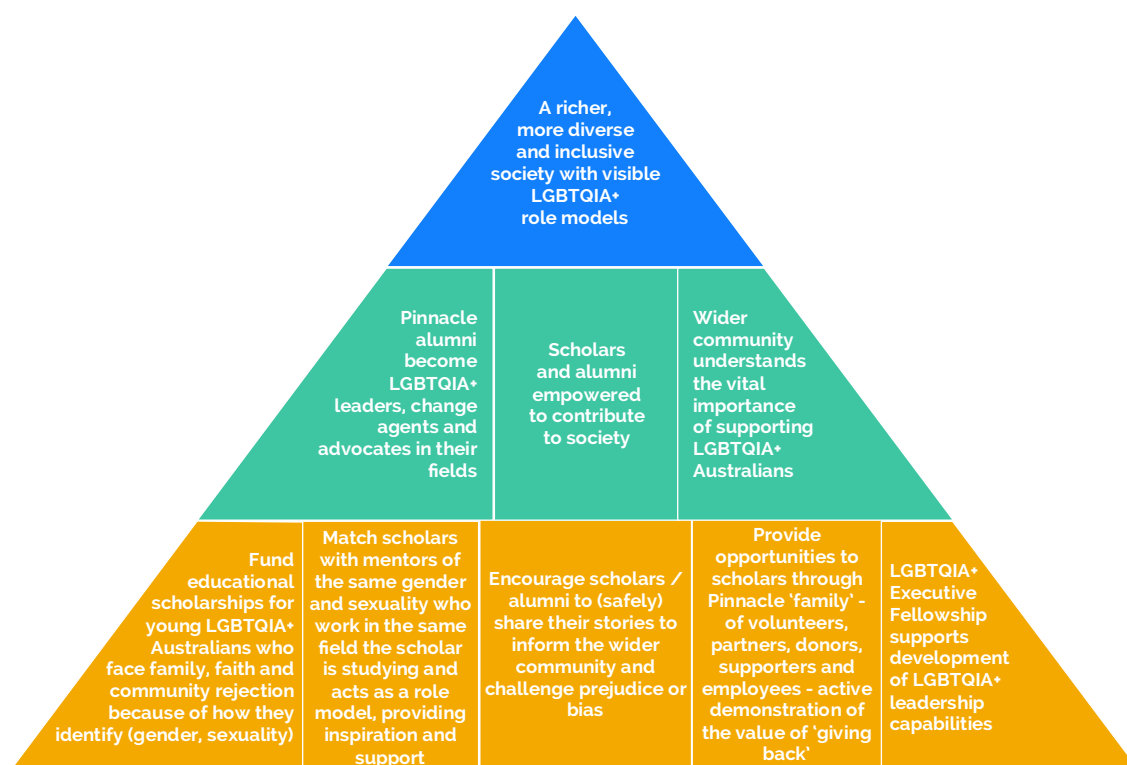 A richer,
more diverse
and inclusive
society with visible
LGBTQIA+
role models
Pinnacle
alumni
become
LGBTQIA+
leaders, change
agents and
advocates in their
fields
Scholars
and alumni
empowered
to contribute
to society
Wider
community
understands
the vital
importance
of supporting
LGBTQIA+
Australians
Fund
educational
scholarships for
young LGBTQIA+
Australians who
face family, faith and
community rejection
because of how they
identify (gender, sexuality)
Match scholars
with mentors of
the same gender
and sexuality who
work in the same
field the scholar
is studying and
acts as a role
model, providing
inspiration and
support
Encourage scholars /
alumni to (safely)
share their stories to
inform the wider
community and
challenge prejudice or
bias
Provide
opportunities to
scholars through
Pinnacle ‘family’ -
of volunteers,
partners, donors,
supporters and
employees - active
demonstration of
the value of ‘giving
back’
LGBTQIA+
Executive
Fellowship
supports
development
of LGBTQIA+
leadership
capabilities